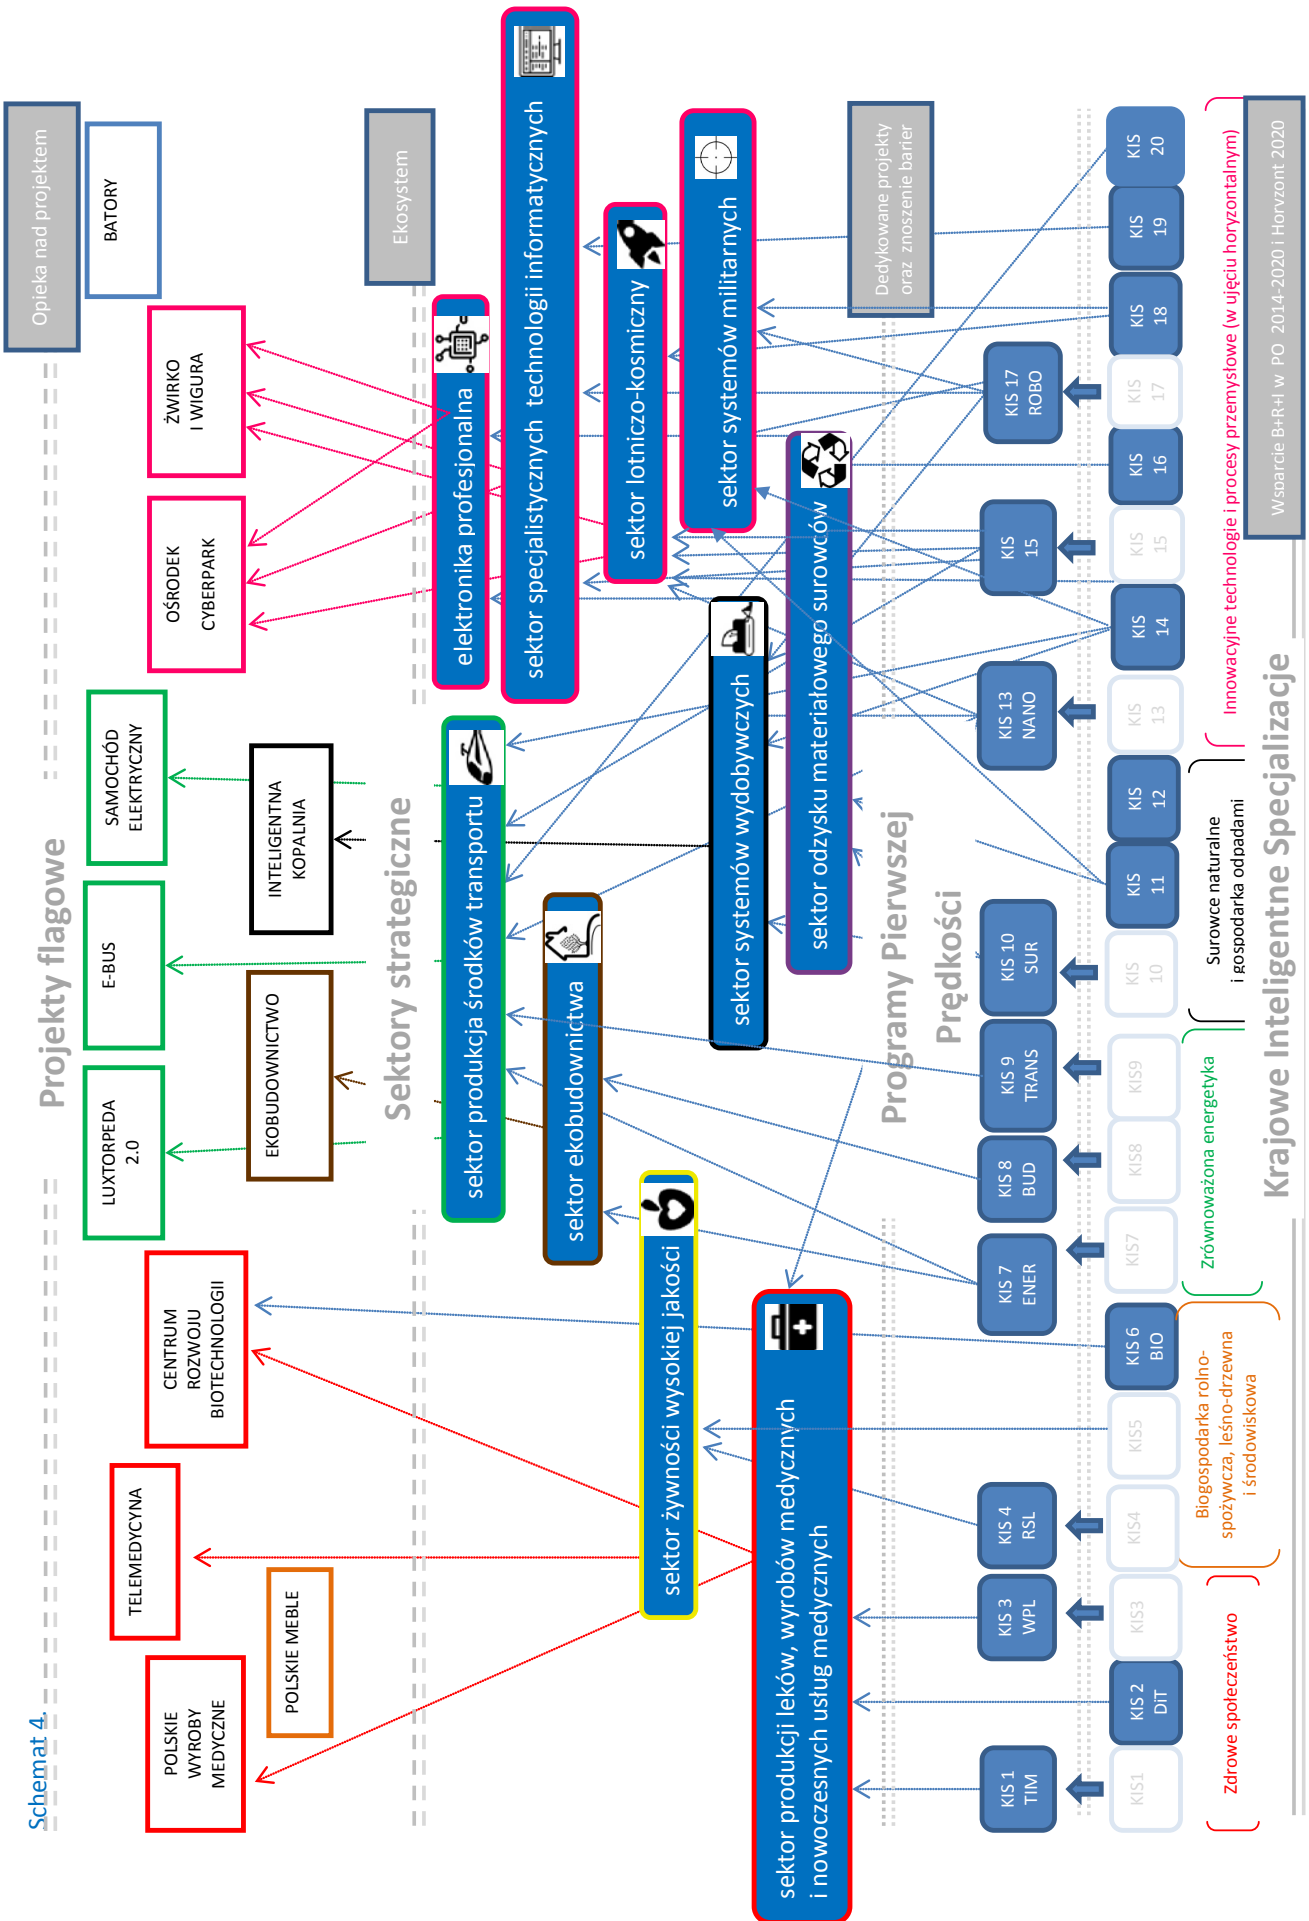 Schemat 4.
Projekty flagowe
Opieka nad projektem
POLSKIE
WYROBY
MEDYCZNE
TELEMEDYCYNA
CENTRUM
ROZWOJU
BIOTECHNOLOGII
LUXTORPEDA
2.0
E-BUS
SAMOCHÓD
ELEKTRYCZNY
OŚRODEK
CYBERPARK
ŻWIRKO
I WIGURA
BATORY
POLSKIE MEBLE
EKOBUDOWNICTWO
INTELIGENTNA
KOPALNIA
Sektory strategiczne
Ekosystem
elektronika profesjonalna
sektor produkcja środków transportu
sektor specjalistycznych technologii informatycznych
sektor ekobudownictwa
sektor lotniczo-kosmiczny
sektor żywności wysokiej jakości
sektor systemów militarnych
sektor systemów wydobywczych
sektor produkcji leków, wyrobów medycznych
i nowoczesnych usług medycznych
sektor odzysku materiałowego surowców
Programy Pierwszej
Prędkości
Dedykowane projekty
oraz znoszenie barier
KIS 1
TIM
KIS 3
WPL
KIS 4
RSL
KIS 7
ENER
KIS 8
BUD
KIS 9
TRANS
KIS 10
SUR
KIS 13
NANO
KIS
15
KIS 17
ROBO
KIS1
KIS 2
DiT
KIS3
KIS4
KIS5
KIS 6
BIO
KIS7
KIS8
KIS9
KIS
10
KIS
11
KIS
12
KIS
13
KIS
14
KIS
15
KIS
16
KIS
17
KIS
18
KIS
19
KIS
20
Zdrowe społeczeństwo
Biogospodarka rolno-
spożywcza, leśno-drzewna
i środowiskowa
Zrównoważona energetyka
Surowce naturalne
i gospodarka odpadami
Innowacyjne technologie i procesy przemysłowe (w ujęciu horyzontalnym)
Krajowe Inteligentne Specjalizacje
Wsparcie B+R+I w PO 2014-2020 i Horyzont 2020